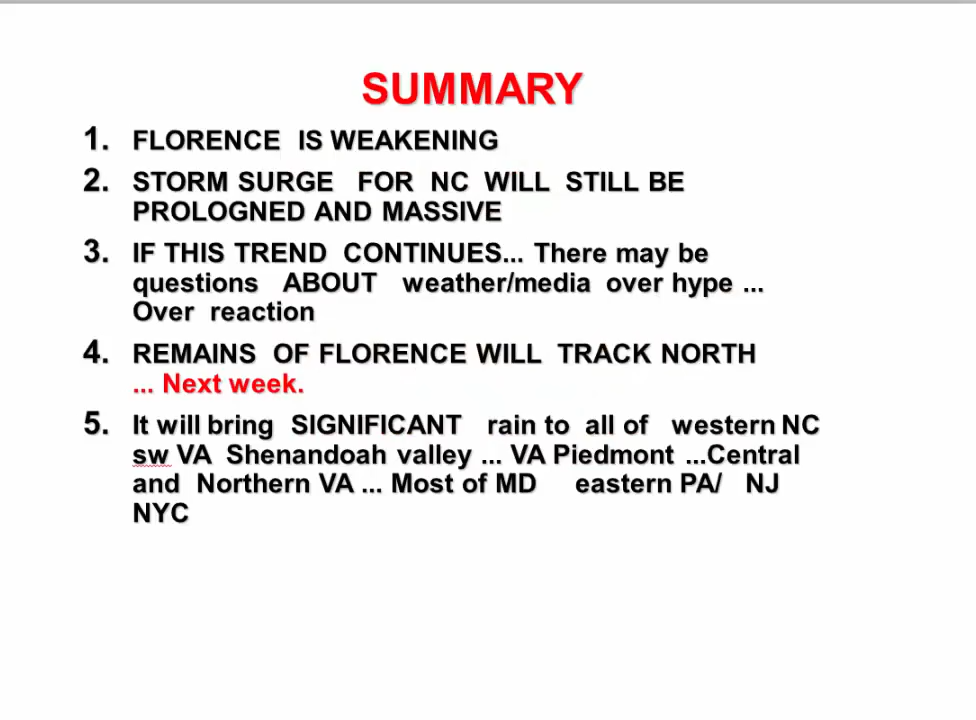 SUMMARY
1. FLORENCE IS WEAKENING
2. STORM SURGE FOR NC WILL STILL BE
PROLOGNED AND MASSIVE
3. IF THIS TREND CONTINUES... There may be
questions ABOUT weather/media over hype ...
Over reaction
4. REMAINS OF FLORENCE WILL TRACK NORTH
... Next week.
5. It will bring SIGNIFICANT rain to all of western NC
sw VA Shenandoah valley ... VA Piedmont ...Central
and Northern VA ... Most of MD eastern PA/ NJ
NYC